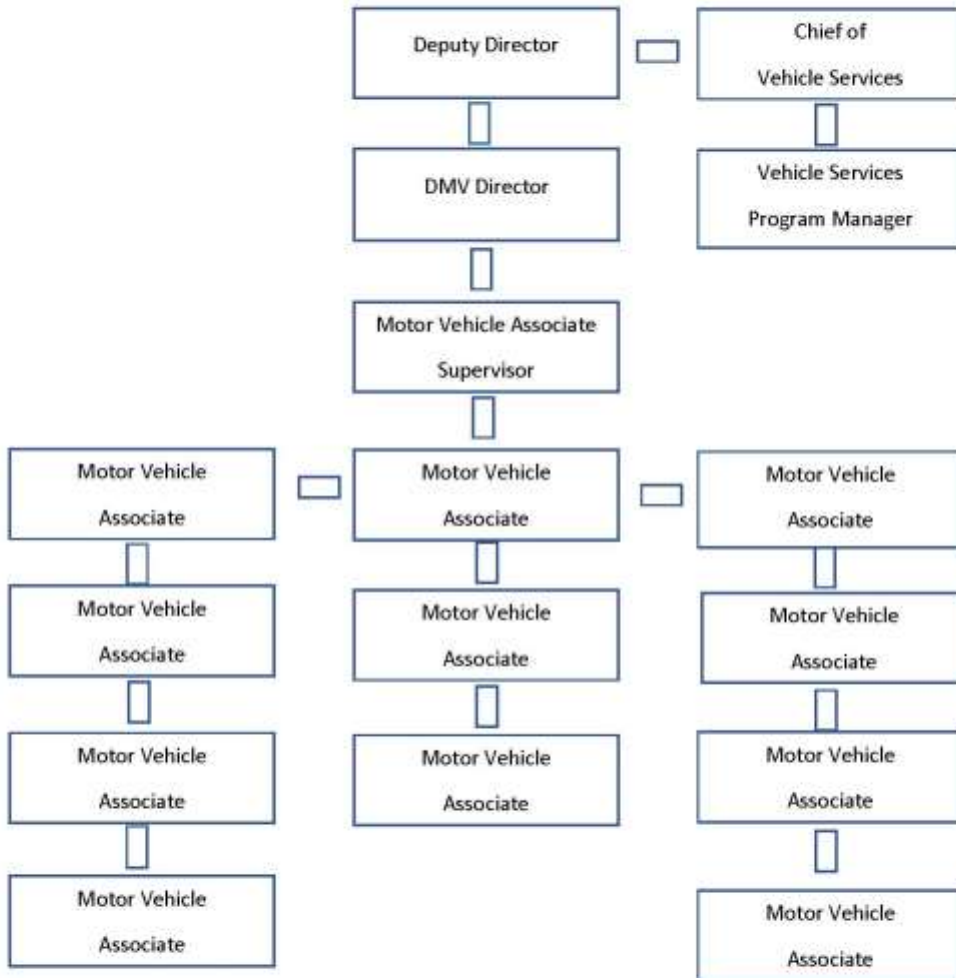 Deputy Director
Chief of
Vehicle Services
DMV Director
Vehicle Services
Program Manager
Motor Vehicle Associate
Supervisor
Motor Vehicle
Associate
Motor Vehicle
Associate
Motor Vehicle
Associate
Motor Vehicle
Associate
Motor Vehicle
Associate
Motor Vehicle
Associate
Motor Vehicle
Associate
Motor Vehicle
Associate
Motor Vehicle
Associate
Motor Vehicle
Associate
Motor Vehicle
Associate